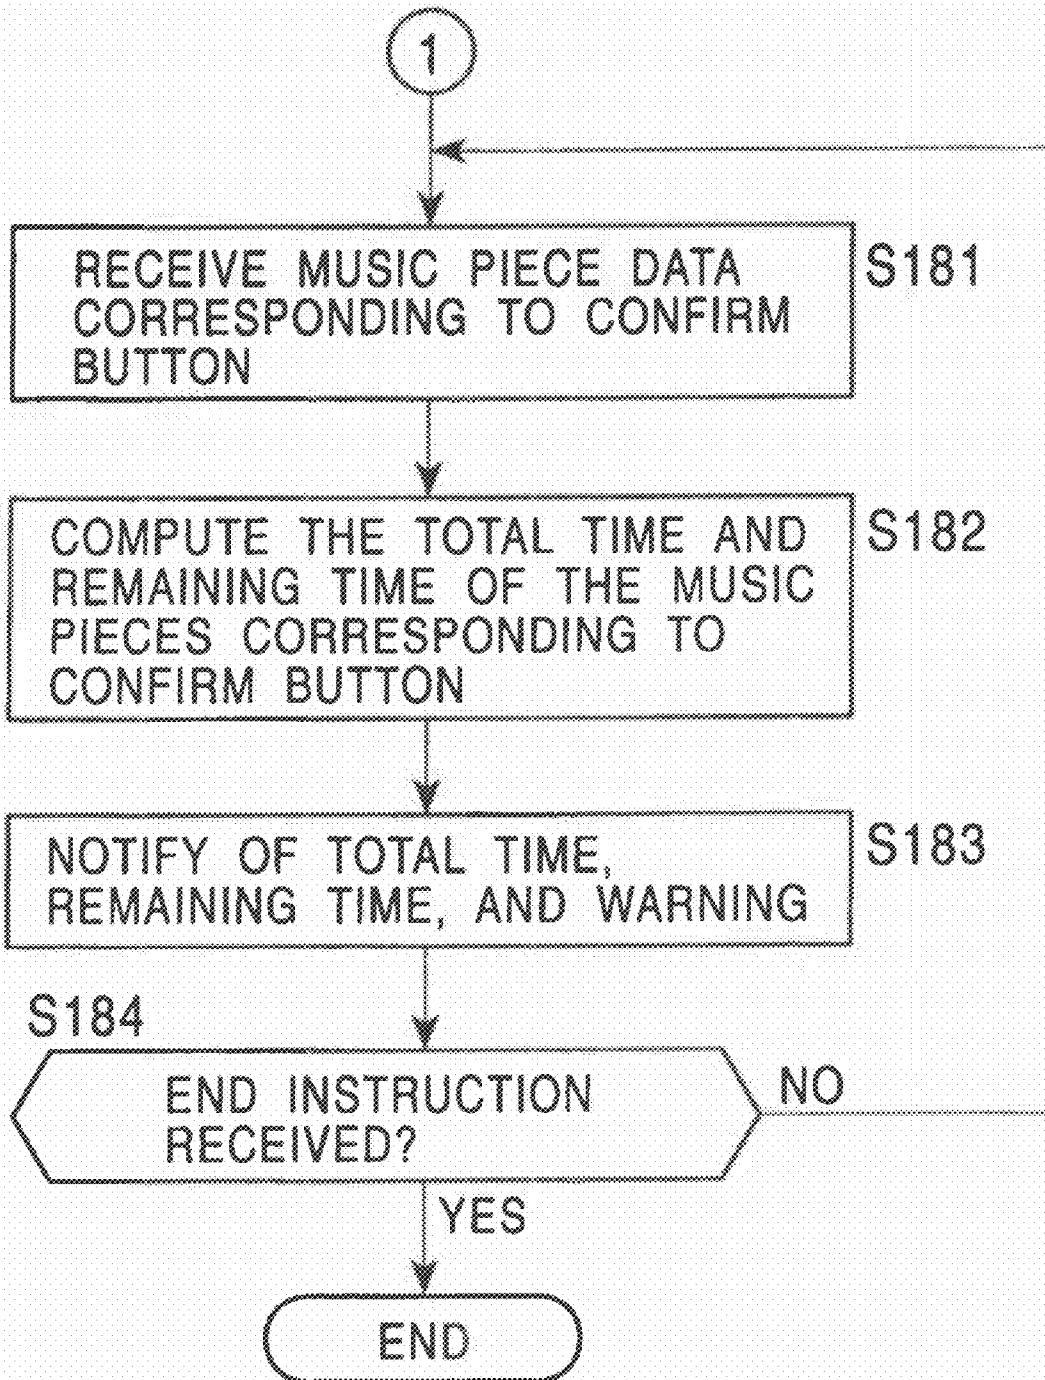 1
RECEIVE MUSIC PIECE DATA
CORRESPONDING TO CONFIRM
BUTTON
S181
COMPUTE THE TOTAL TIME AND
REMAINING TIME OF THE MUSIC
PIECES CORRESPONDING TO
CONFIRM BUTTON
S182
NOTIFY OF TOTAL TIME,
REMAINING TIME, AND WARNING
S183
S184
END INSTRUCTION
RECEIVED?
NO
YES
END